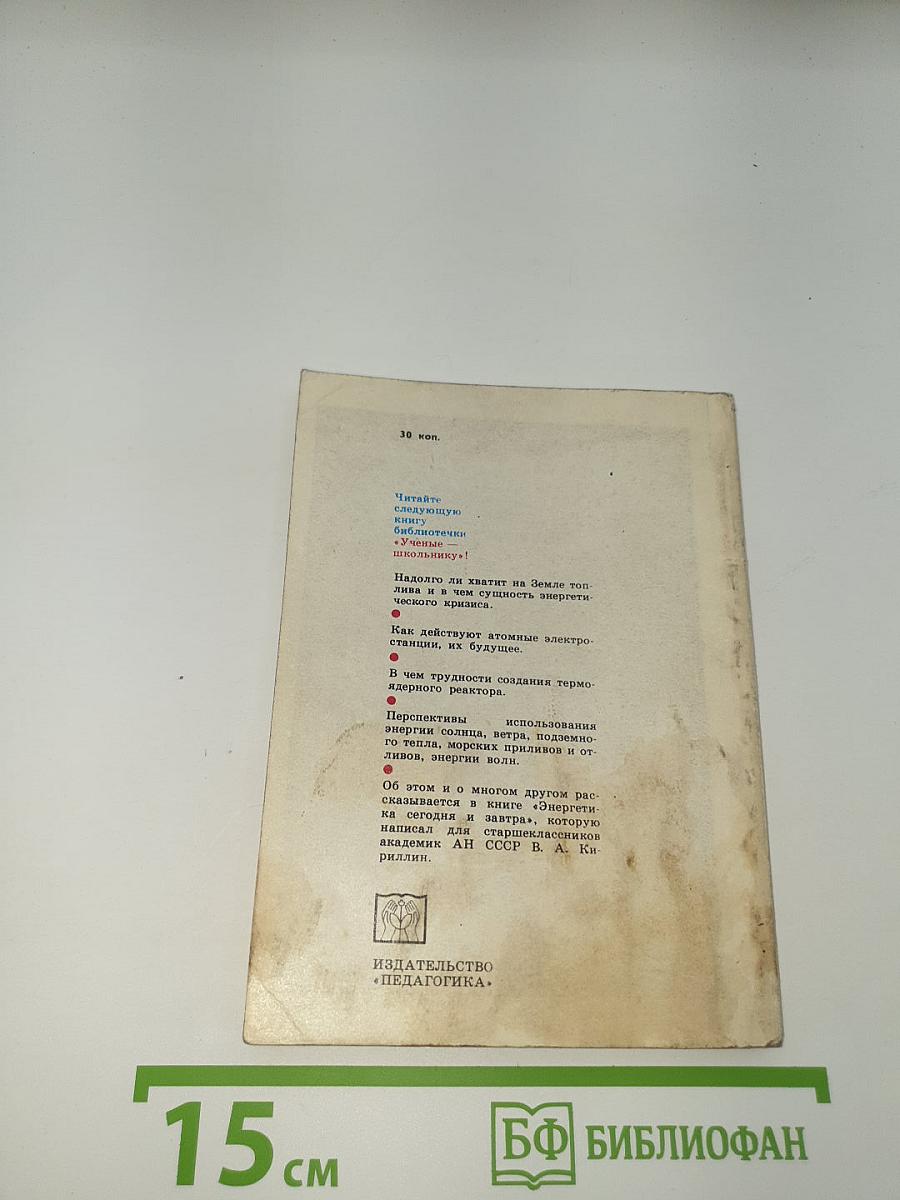 30 коп.
Читайте
следующую
книгу
библиотечки
«Ученые —
школьнику»!
Надолго ли хватит на Земле топ-
лива и в чем сущность энергети-
ческого кризиса.
Как действуют атомные электро-
станции, их будущее.
В чем трудности создания термо-
ядерного реактора.
Перспективы использования
энергии солнца, ветра, подземно-
го тепла, морских приливов и от-
ливов, энергии волн.
Об этом и о многом другом рас-
сказывается в книге «Энергети-
ка сегодня и завтра», которую
написал для старшеклассников
академик АН СССР В. А. Ки-
риллин.
ИЗДАТЕЛЬСТВО
«ПЕДАГОГИКА»
15 см
БФ БИБЛИОФАН